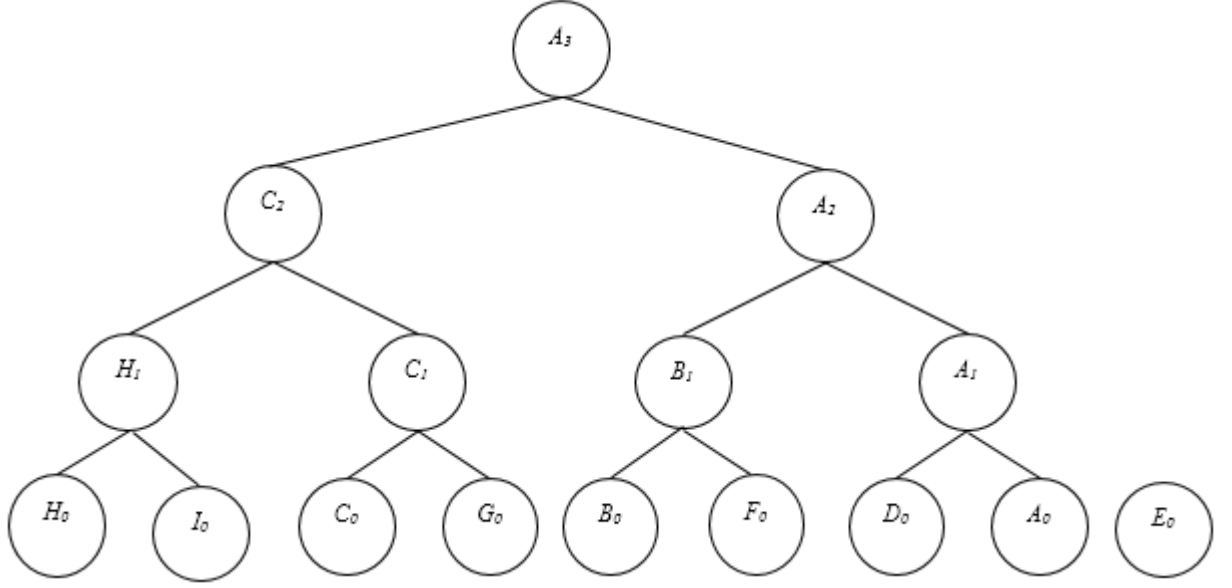 A₃
C₂ A₂
H₁ C₁ B₁ A₁
H₀ I₀ C₀ G₀ B₀ F₀ D₀ A₀ E₀